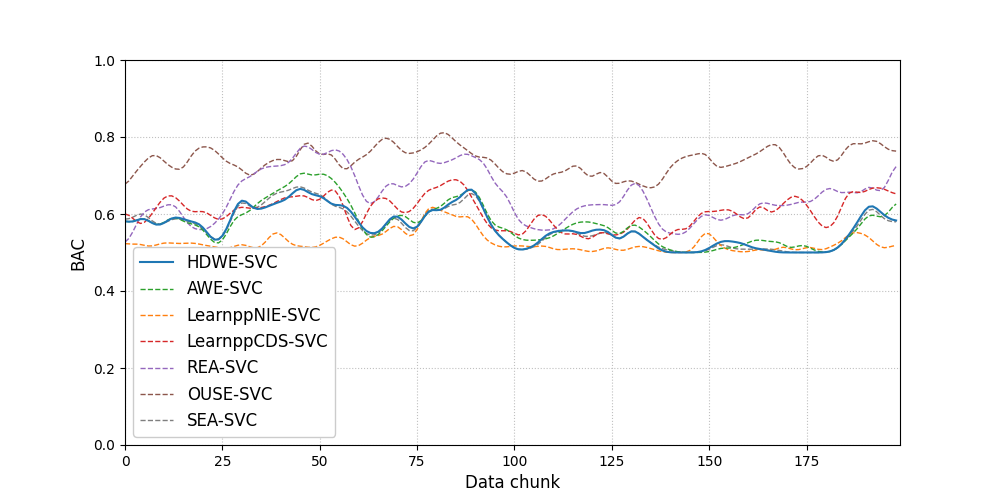 1.0
0.8
0.6
0.4
0.2
0.0
BAC
HDWE-SVC
AWE-SVC
LearnppNIE-SVC
LearnppCDS-SVC
REA-SVC
OUSE-SVC
SEA-SVC
0 25 50 75 100 125 150 175
Data chunk